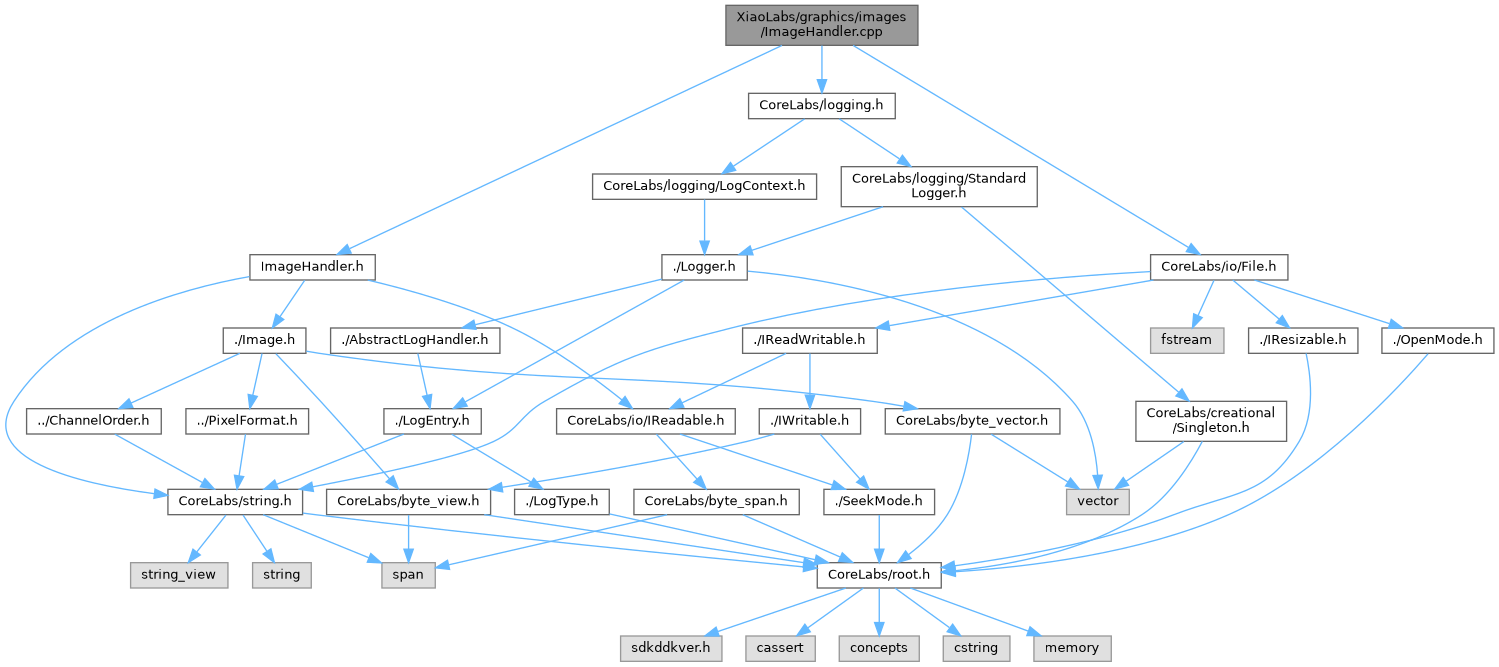 XiaoLabs/graphics/images
/ImageHandler.cpp
CoreLabs/logging.h
CoreLabs/logging/LogContext.h
CoreLabs/logging/Standard
Logger.h
ImageHandler.h
./Logger.h
CoreLabs/io/File.h
./Image.h
./AbstractLogHandler.h
./IReadWritable.h
fstream
./IResizable.h
./OpenMode.h
../ChannelOrder.h
../PixelFormat.h
./LogEntry.h
CoreLabs/io/IReadable.h
./IWritable.h
CoreLabs/byte_vector.h
CoreLabs/creational
/Singleton.h
CoreLabs/string.h
CoreLabs/byte_view.h
./LogType.h
CoreLabs/byte_span.h
./SeekMode.h
vector
string_view
string
span
CoreLabs/root.h
sdkddkver.h
cassert
concepts
cstring
memory